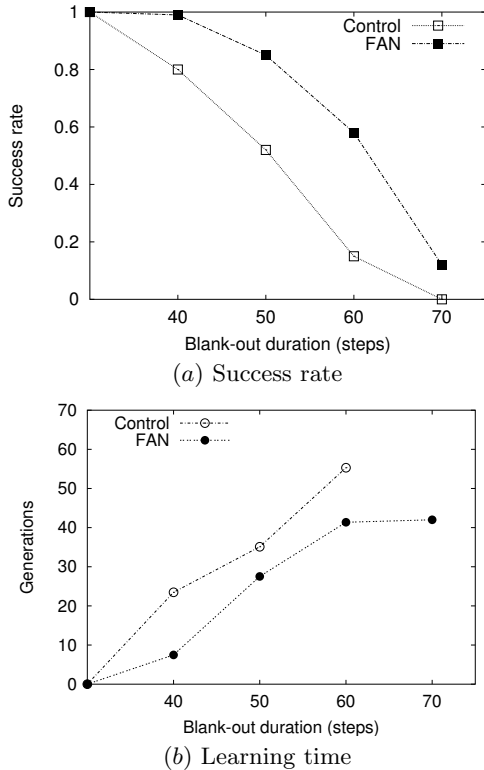 1
0.8
0.6
0.4
0.2
0
Success rate
Control
FAN
40 50 60 70
Blank-out duration (steps)
(a) Success rate
70
60
50
40
30
20
10
0
Generations
Control
FAN
40 50 60 70
Blank-out duration (steps)
(b) Learning time